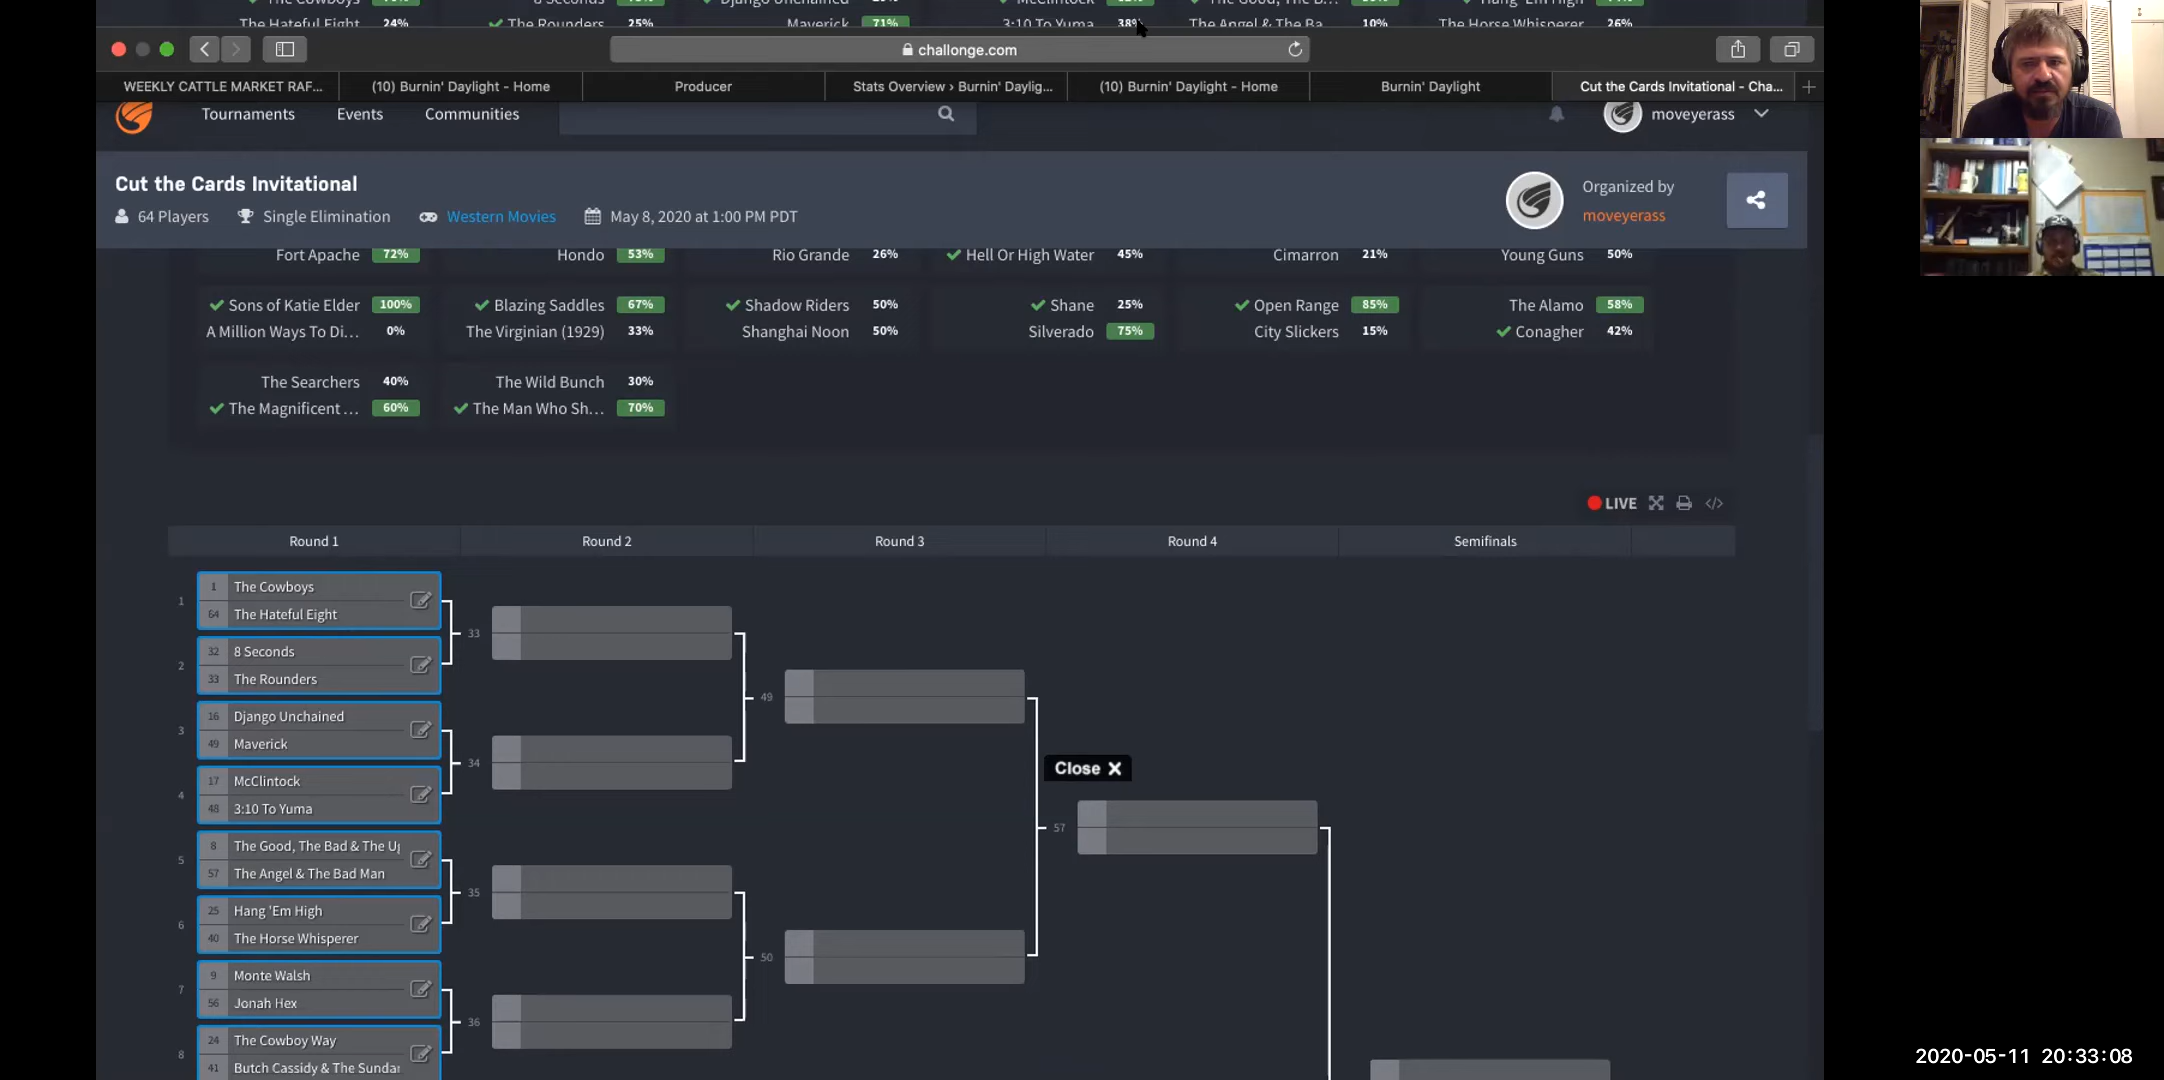 The Hateful Eight 24% The Rounders 25% Maverick 71% 3:10 To Yuma 38% The Angel & The Ba... 10% The Horse Whisperer 26%
challonge.com
WEEKLY CATTLE MARKET RAF... (10) Burnin' Daylight - Home Producer Stats Overview › Burnin' Daylig... (10) Burnin' Daylight - Home Burnin' Daylight Cut the Cards Invitational - Cha...
Tournaments Events Communities moveyerass
Cut the Cards Invitational
64 Players Single Elimination Western Movies May 8, 2020 at 1:00 PM PDT
Organized by
moveyerass
Fort Apache 72% Hondo 53% Rio Grande 26% Hell Or High Water 45% Cimarron 21% Young Guns 50%
Sons of Katie Elder 100% Blazing Saddles 67% Shadow Riders 50% Shane 25% Open Range 85% The Alamo 58%
A Million Ways To Di... 0% The Virginian (1929) 33% Shanghai Noon 50% Silverado 75% City Slickers 15% Conagher 42%
The Searchers 40% The Wild Bunch 30%
The Magnificent ... 60% The Man Who Sh... 70%
LIVE
Round 1 Round 2 Round 3 Round 4 Semifinals
1
1 The Cowboys
64 The Hateful Eight
33
2
32 8 Seconds
33 The Rounders
49
3
16 Django Unchained
49 Maverick
34
4
17 McClintock
48 3:10 To Yuma
Close X
57
5
8 The Good, The Bad & The Ug
57 The Angel & The Bad Man
35
6
25 Hang 'Em High
40 The Horse Whisperer
50
7
9 Monte Walsh
56 Jonah Hex
36
8
24 The Cowboy Way
41 Butch Cassidy & The Sundan
2020-05-11 20:33:08